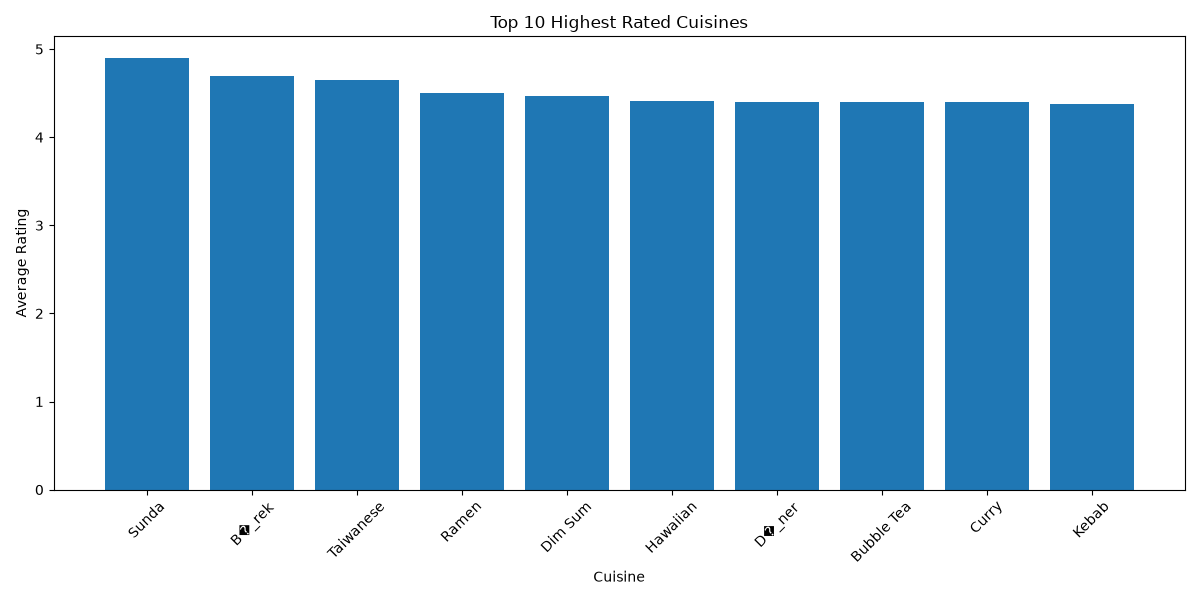 Top 10 Highest Rated Cuisines
Average Rating
5
4
3
2
1
0
Sunda
B�_rek
Taiwanese
Ramen
Dim Sum
Hawaiian
D�_ner
Bubble Tea
Curry
Kebab
Cuisine